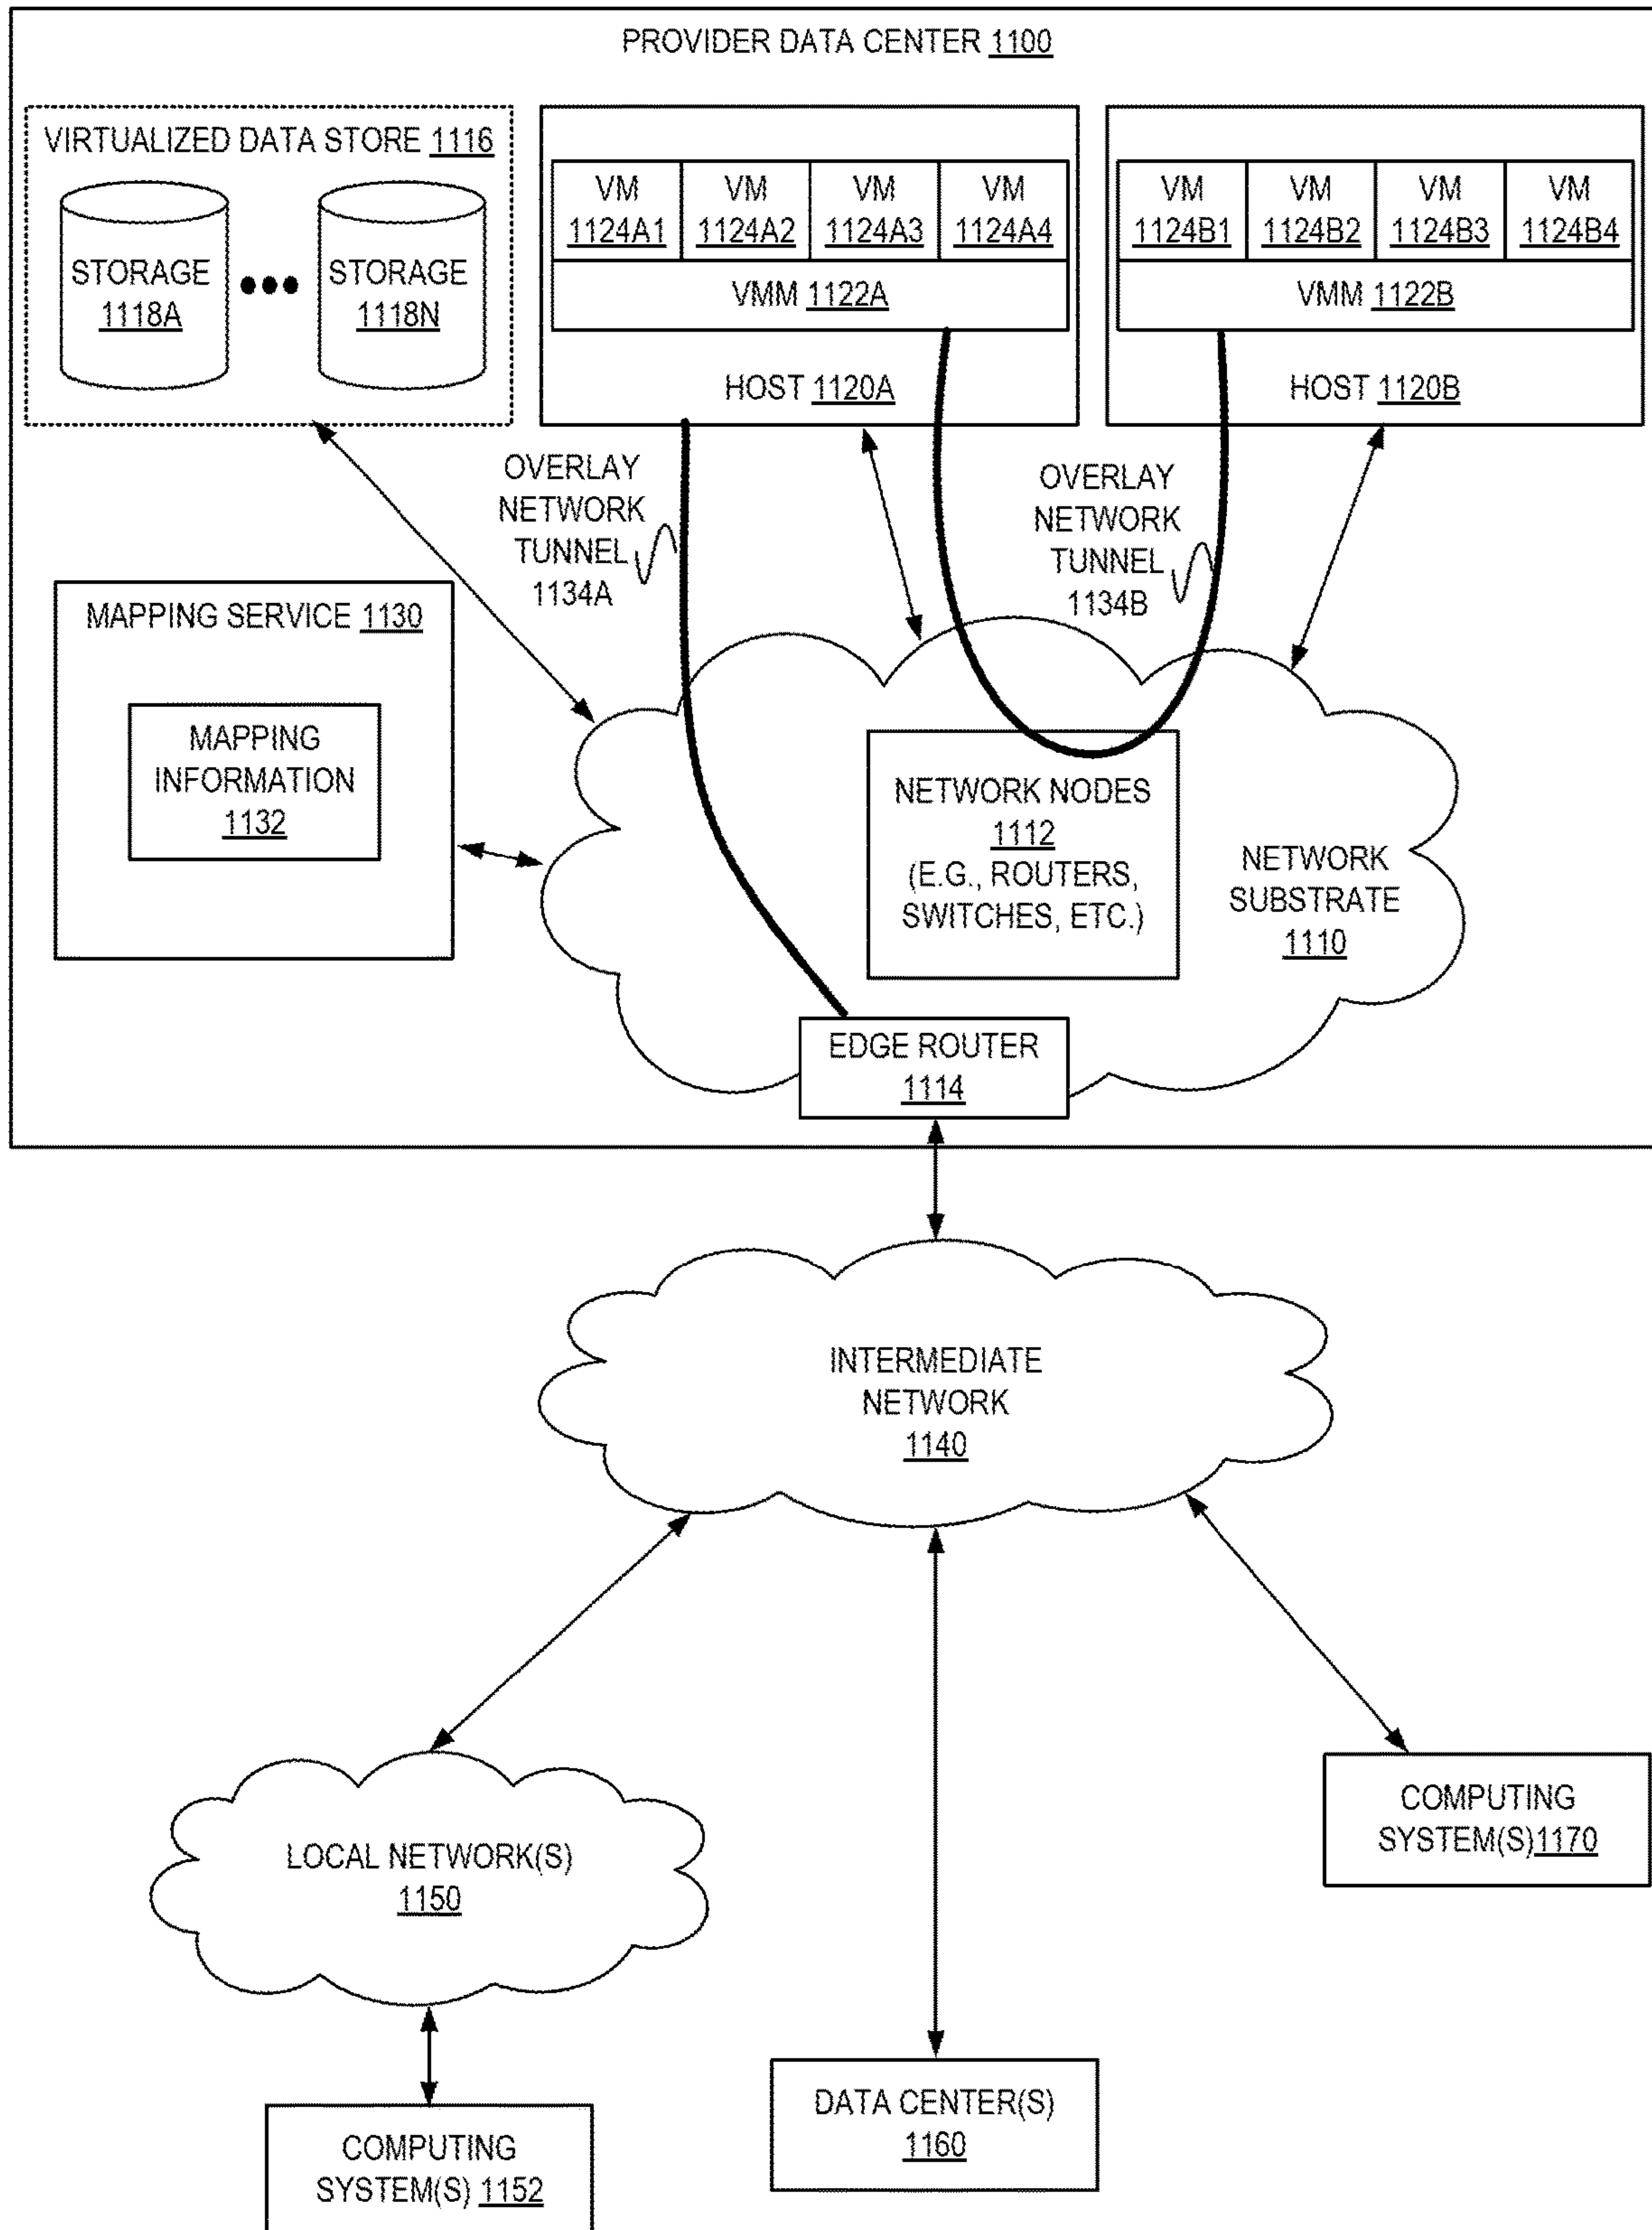 PROVIDER DATA CENTER 1100
VIRTUALIZED DATA STORE 1116
STORAGE
1118A
STORAGE
1118N
VM
1124A1
VM
1124A2
VM
1124A3
VM
1124A4
VMM 1122A
HOST 1120A
VM
1124B1
VM
1124B2
VM
1124B3
VM
1124B4
VMM 1122B
HOST 1120B
OVERLAY
NETWORK
TUNNEL
1134A
OVERLAY
NETWORK
TUNNEL
1134B
MAPPING SERVICE 1130
MAPPING
INFORMATION
1132
NETWORK NODES
1112
(E.G., ROUTERS,
SWITCHES, ETC.)
NETWORK
SUBSTRATE
1110
EDGE ROUTER
1114
INTERMEDIATE
NETWORK
1140
LOCAL NETWORK(S)
1150
COMPUTING
SYSTEM(S)1170
DATA CENTER(S)
1160
COMPUTING
SYSTEM(S) 1152